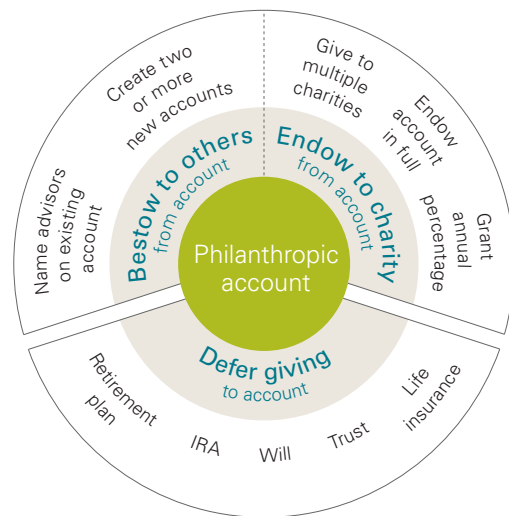 Create two
or more
new accounts
Name advisors
on existing
account
Bestow to others
from account
Give to
multiple
charities
Endow
account
in full
Grant
annual
percentage
Endow to charity
from account
Philanthropic
account
Defer giving
to account
Retirement
plan
IRA
Will
Trust
Life
insurance